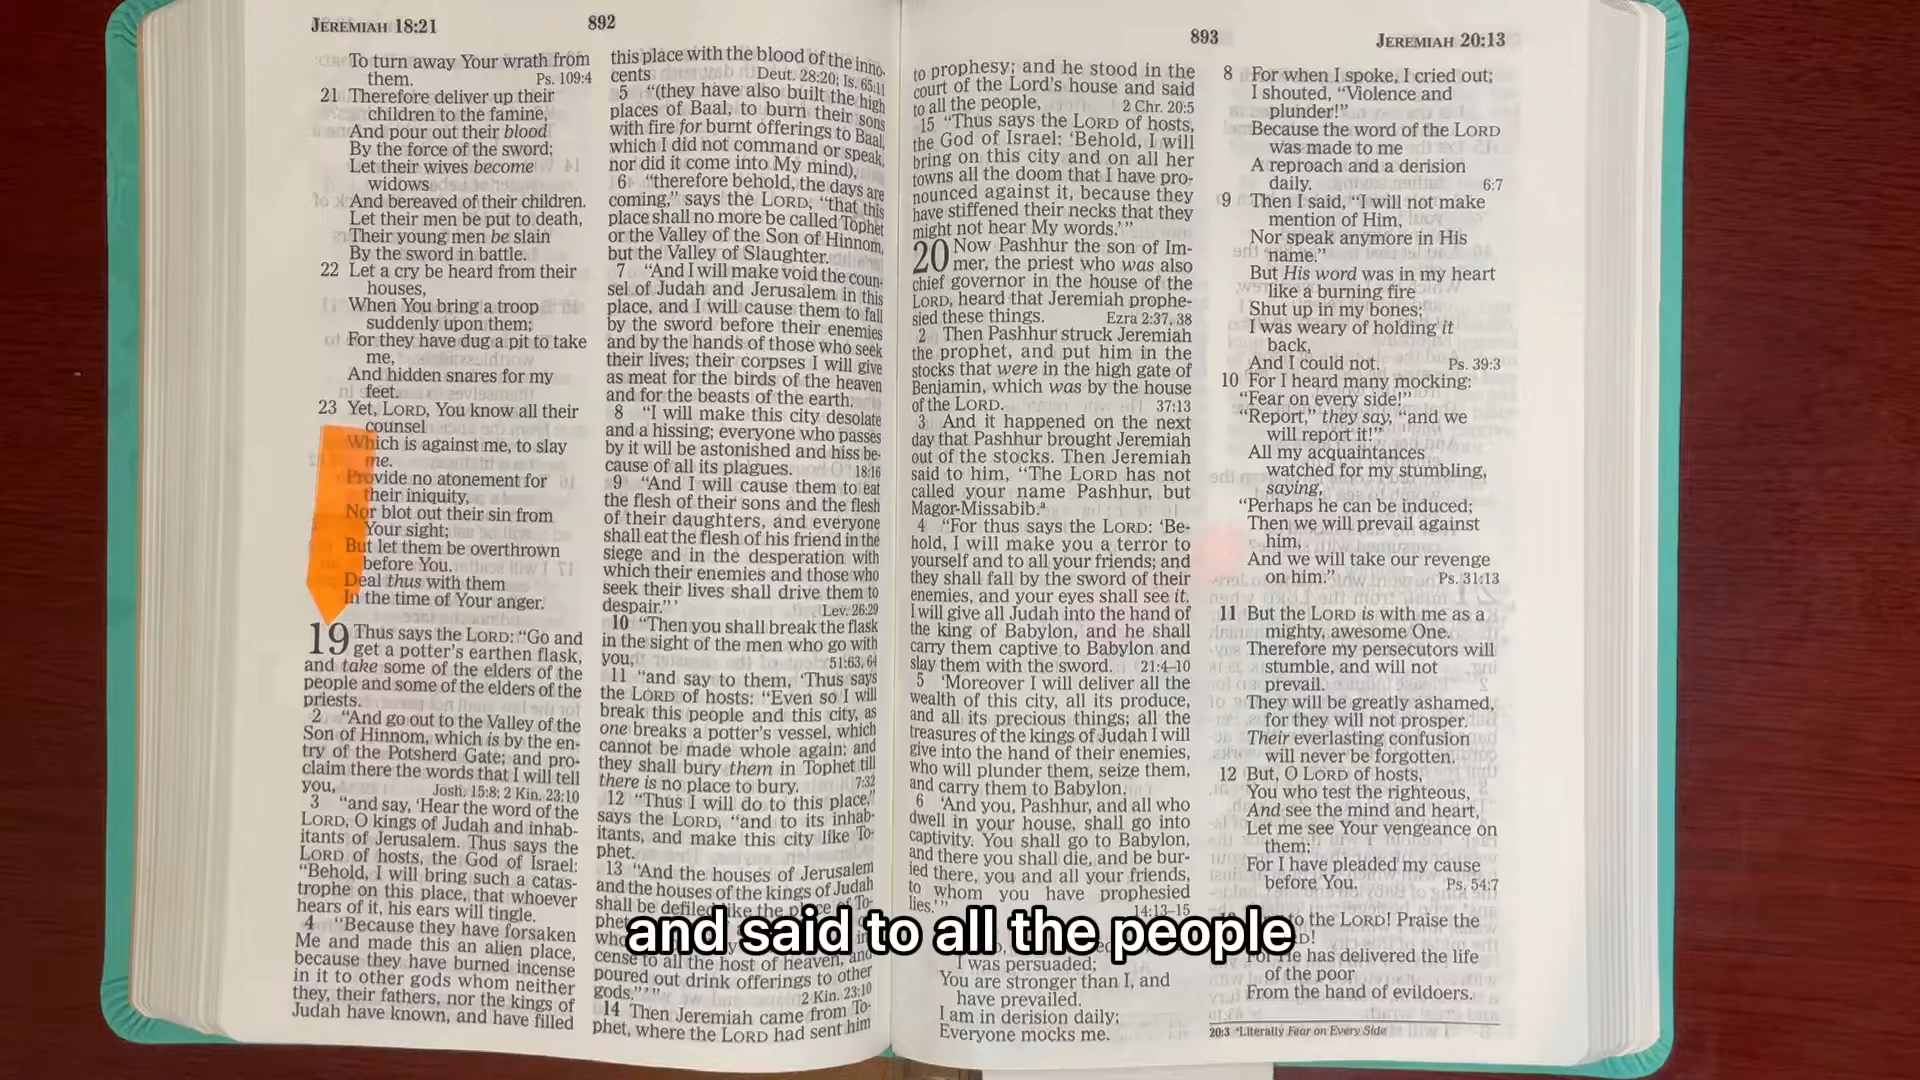 JEREMIAH 18:21
892
To turn away Your wrath from
them. Ps. 109:4
21 Therefore deliver up their
children to the famine,
And pour out their blood
By the force of the sword;
Let their wives become
widows
And bereaved of their children.
Let their men be put to death,
Their young men be slain
By the sword in battle.
22 Let a cry be heard from their
houses,
When You bring a troop
suddenly upon them;
For they have dug a pit to take
me,
And hidden snares for my
feet.
23 Yet, LORD, You know all their
counsel
Which is against me, to slay
me.
Provide no atonement for
their iniquity,
Nor blot out their sin from
Your sight;
But let them be overthrown
before You.
Deal thus with them
In the time of Your anger.
19 Thus says the LORD: “Go and
get a potter’s earthen flask,
and take some of the elders of the
people and some of the elders of the
priests.
2 “And go out to the Valley of the
Son of Hinnom, which is by the en-
try of the Potsherd Gate; and pro-
claim there the words that I will tell
you, Josh. 15:8; 2 Kin. 23:10
3 “and say, ‘Hear the word of the
LORD, O kings of Judah and inhab-
itants of Jerusalem. Thus says the
LORD of hosts, the God of Israel:
“Behold, I will bring such a catas-
trophe on this place, that whoever
hears of it, his ears will tingle.
4 “Because they have forsaken
Me and made this an alien place,
because they have burned incense
in it to other gods whom neither
they, their fathers, nor the kings of
Judah have known, and have filled
this place with the blood of the inno-
cents Deut. 28:20; Is. 65:11
5 “(they have also built the high
places of Baal, to burn their sons
with fire for burnt offerings to Baal,
which I did not command or speak,
nor did it come into My mind),
6 “therefore behold, the days are
coming,” says the LORD, “that this
place shall no more be called Tophet
or the Valley of the Son of Hinnom,
but the Valley of Slaughter.
7 “And I will make void the coun-
sel of Judah and Jerusalem in this
place, and I will cause them to fall
by the sword before their enemies
and by the hands of those who seek
their lives; their corpses I will give
as meat for the birds of the heaven
and for the beasts of the earth.
8 “I will make this city desolate
and a hissing; everyone who passes
by it will be astonished and hiss be-
cause of all its plagues. 18:16
9 “And I will cause them to eat
the flesh of their sons and the flesh
of their daughters, and everyone
shall eat the flesh of his friend in the
siege and in the desperation with
which their enemies and those who
seek their lives shall drive them to
despair.” ’ Lev. 26:29
10 “Then you shall break the flask
in the sight of the men who go with
you, 51:63, 64
11 “and say to them, ‘Thus says
the LORD of hosts: “Even so I will
break this people and this city, as
one breaks a potter’s vessel, which
cannot be made whole again; and
they shall bury them in Tophet till
there is no place to bury. 7:32
12 “Thus I will do to this place,”
says the LORD, “and to its inhab-
itants, and make this city like To-
phet.
13 “And the houses of Jerusalem
and the houses of the kings of Judah
shall be defiled like the place of To-
phet
in
cense to all the host of heaven, and
poured out drink offerings to other
gods.” ’ ” 2 Kin. 23:10
14 Then Jeremiah came from To-
phet, where the LORD had sent him
893
JEREMIAH 20:13
to prophesy; and he stood in the
court of the Lord’s house and said
to all the people, 2 Chr. 20:5
15 “Thus says the LORD of hosts,
the God of Israel: ‘Behold, I will
bring on this city and on all her
towns all the doom that I have pro-
nounced against it, because they
have stiffened their necks that they
might not hear My words.’ ”
20 Now Pashhur the son of Im-
mer, the priest who was also
chief governor in the house of the
LORD, heard that Jeremiah prophe-
sied these things. Ezra 2:37, 38
2 Then Pashhur struck Jeremiah
the prophet, and put him in the
stocks that were in the high gate of
Benjamin, which was by the house
of the LORD. 37:13
3 And it happened on the next
day that Pashhur brought Jeremiah
out of the stocks. Then Jeremiah
said to him, “The LORD has not
called your name Pashhur, but
Magor-Missabib.ª
4 “For thus says the LORD: ‘Be-
hold, I will make you a terror to
yourself and to all your friends; and
they shall fall by the sword of their
enemies, and your eyes shall see it.
I will give all Judah into the hand of
the king of Babylon, and he shall
carry them captive to Babylon and
slay them with the sword. 21:4–10
5 ‘Moreover I will deliver all the
wealth of this city, all its produce,
and all its precious things; all the
treasures of the kings of Judah I will
give into the hand of their enemies,
who will plunder them, seize them,
and carry them to Babylon.
6 ‘And you, Pashhur, and all who
dwell in your house, shall go into
captivity. You shall go to Babylon,
and there you shall die, and be bur-
ied there, you and all your friends,
to whom you have prophesied
lies.’ ” 14:13–15
I was persuaded;
You are stronger than I, and
have prevailed.
I am in derision daily;
Everyone mocks me.
8 For when I spoke, I cried out;
I shouted, “Violence and
plunder!”
Because the word of the LORD
was made to me
A reproach and a derision
daily. 6:7
9 Then I said, “I will not make
mention of Him,
Nor speak anymore in His
name.”
But His word was in my heart
like a burning fire
Shut up in my bones;
I was weary of holding it
back,
And I could not. Ps. 39:3
10 For I heard many mocking:
“Fear on every side!”
“Report,” they say, “and we
will report it!”
All my acquaintances
watched for my stumbling,
saying,
“Perhaps he can be induced;
Then we will prevail against
him,
And we will take our revenge
on him.” Ps. 31:13
11 But the LORD is with me as a
mighty, awesome One.
Therefore my persecutors will
stumble, and will not
prevail.
They will be greatly ashamed,
for they will not prosper.
Their everlasting confusion
will never be forgotten.
12 But, O LORD of hosts,
You who test the righteous,
And see the mind and heart,
Let me see Your vengeance on
them;
For I have pleaded my cause
before You. Ps. 54:7
to the LORD! Praise the
For He has delivered the life
of the poor
From the hand of evildoers.
20:3 ªLiterally Fear on Every Side
and said to all the people